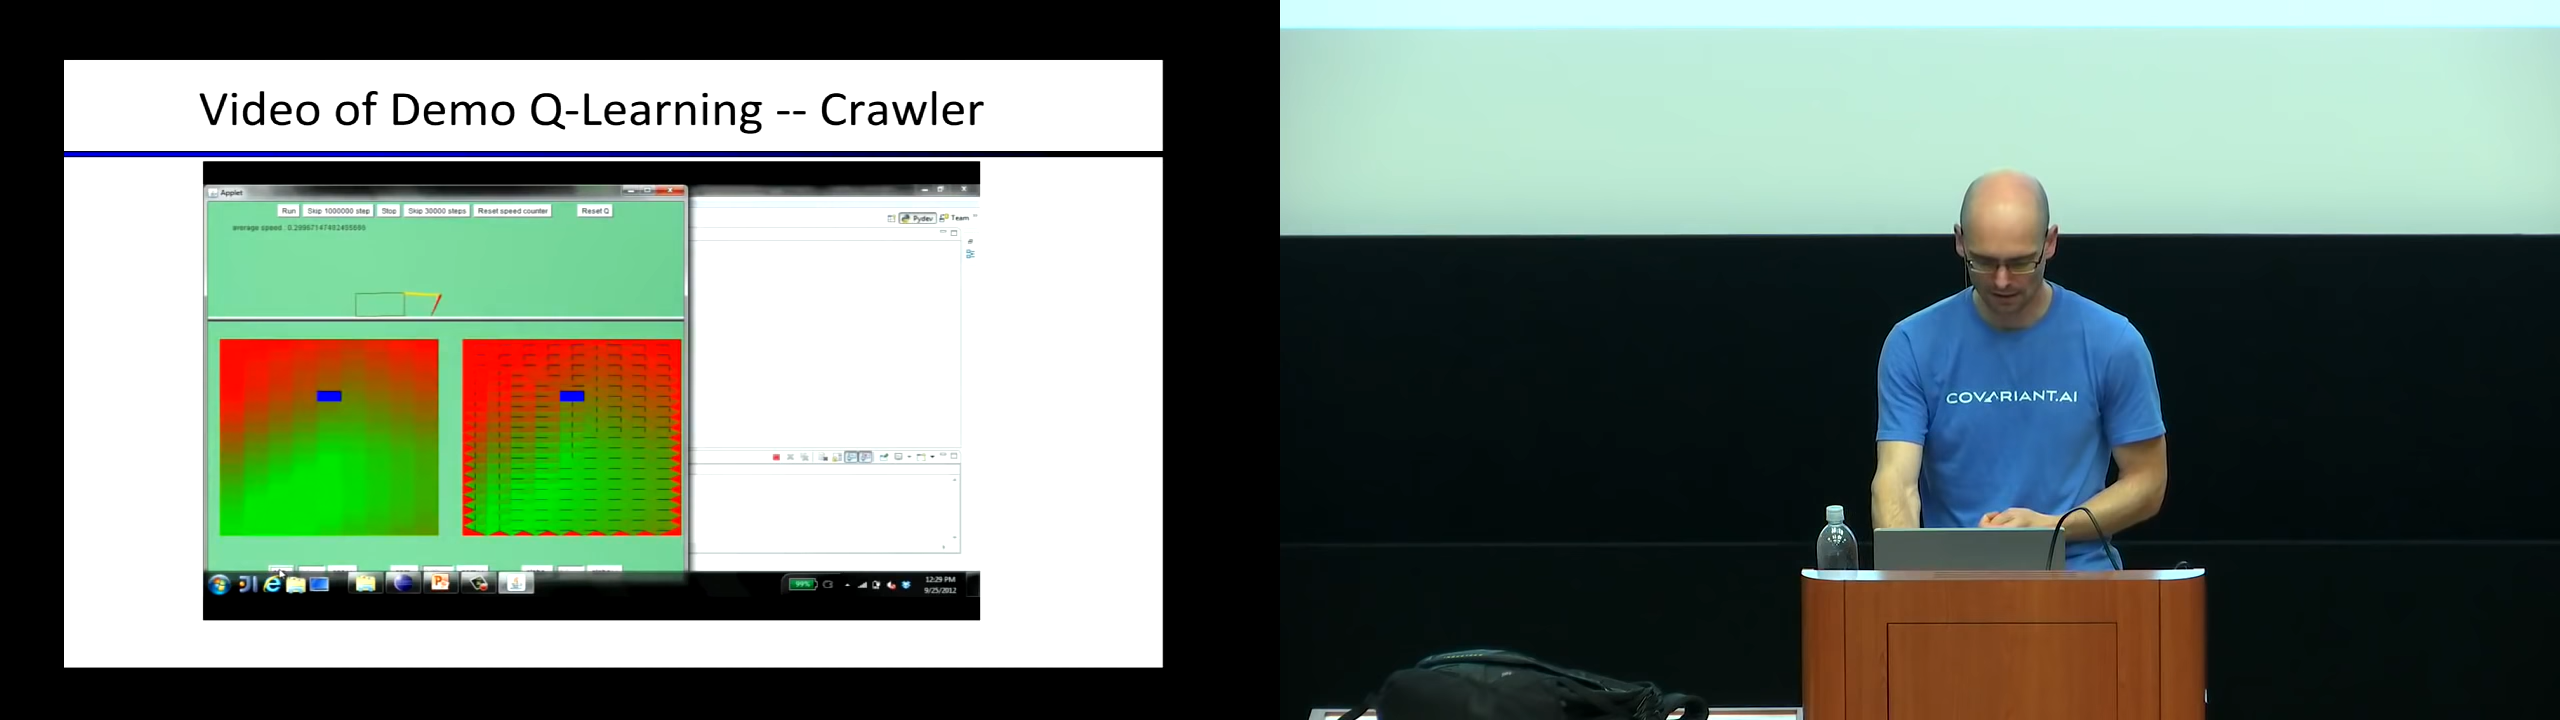 Video of Demo Q-Learning -- Crawler
Applet
Run Skip 1000000 step Stop Skip 30000 steps Reset speed counter Reset Q
Pydev Team
99%
12:29 PM
9/25/2012
COVARIANT.AI